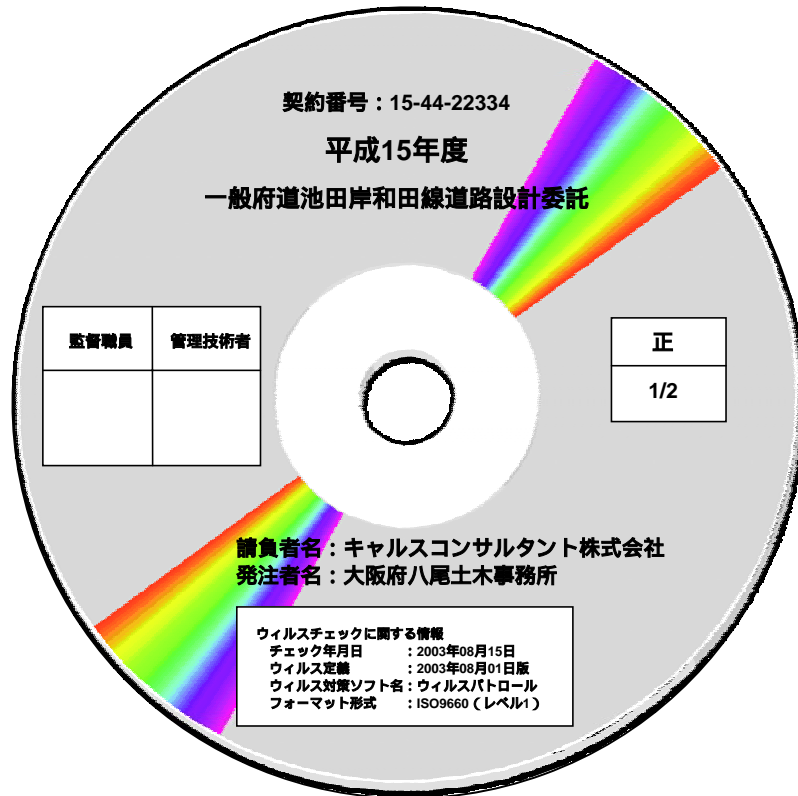 契約番号：15-44-22334
平成15年度
一般府道池田岸和田線道路設計委託
監督職員 管理技術者
正
1/2
請負者名：キャルスコンサルタント株式会社
発注者名：大阪府八尾土木事務所
ウィルスチェックに関する情報
チェック年月日 ：2003年08月15日
ウィルス定義 ：2003年08月01日版
ウィルス対策ソフト名：ウィルスパトロール
フォーマット形式 ：ISO9660（レベル1）